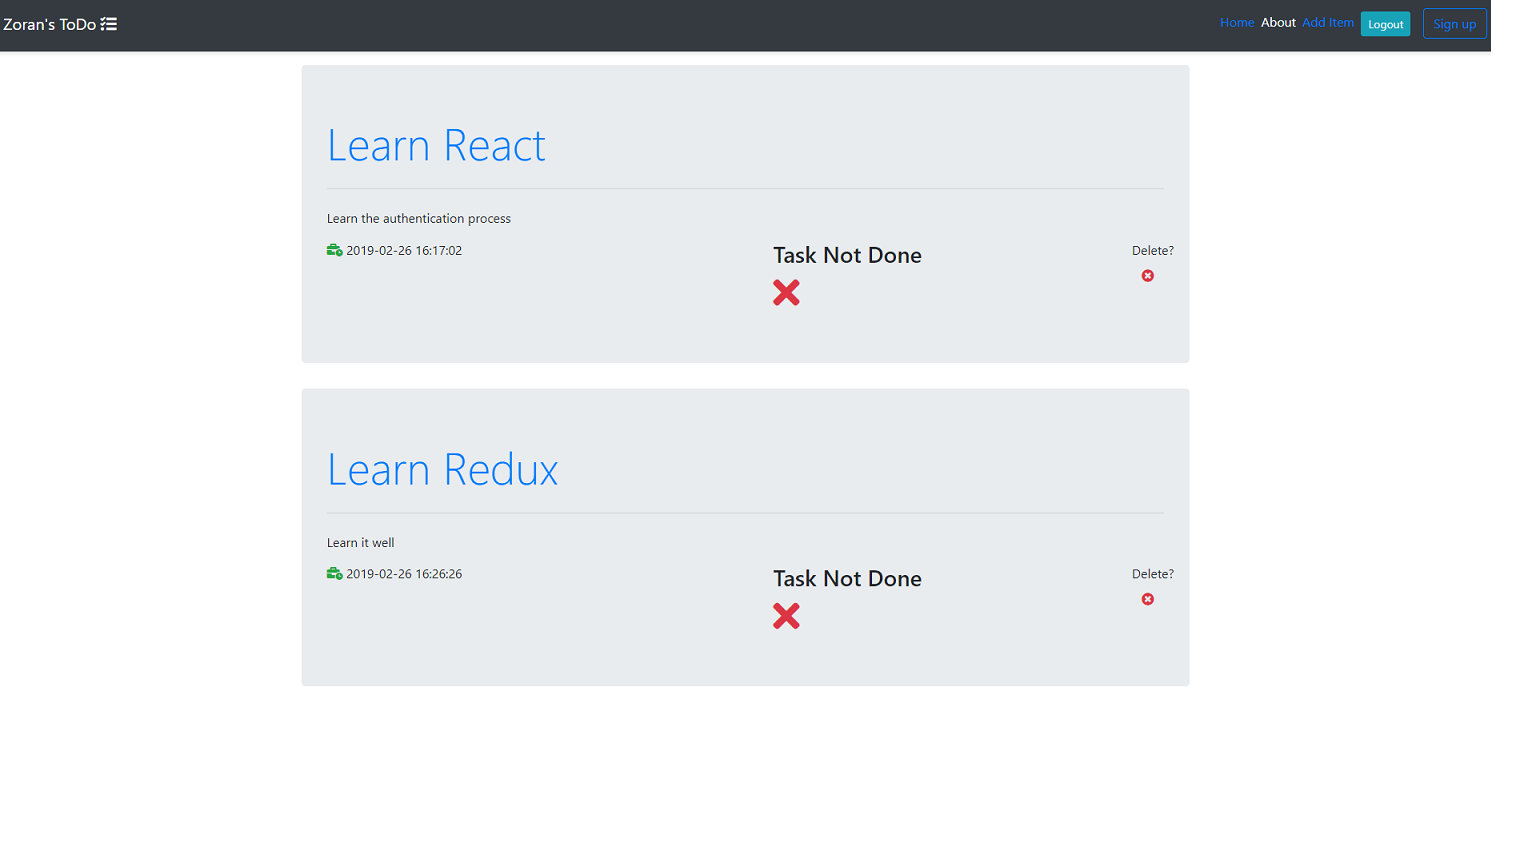 Zoran's ToDo
Home About Add Item Logout Sign up
Learn React
Learn the authentication process
2019-02-26 16:17:02
Task Not Done
Delete?
Learn Redux
Learn it well
2019-02-26 16:26:26
Task Not Done
Delete?